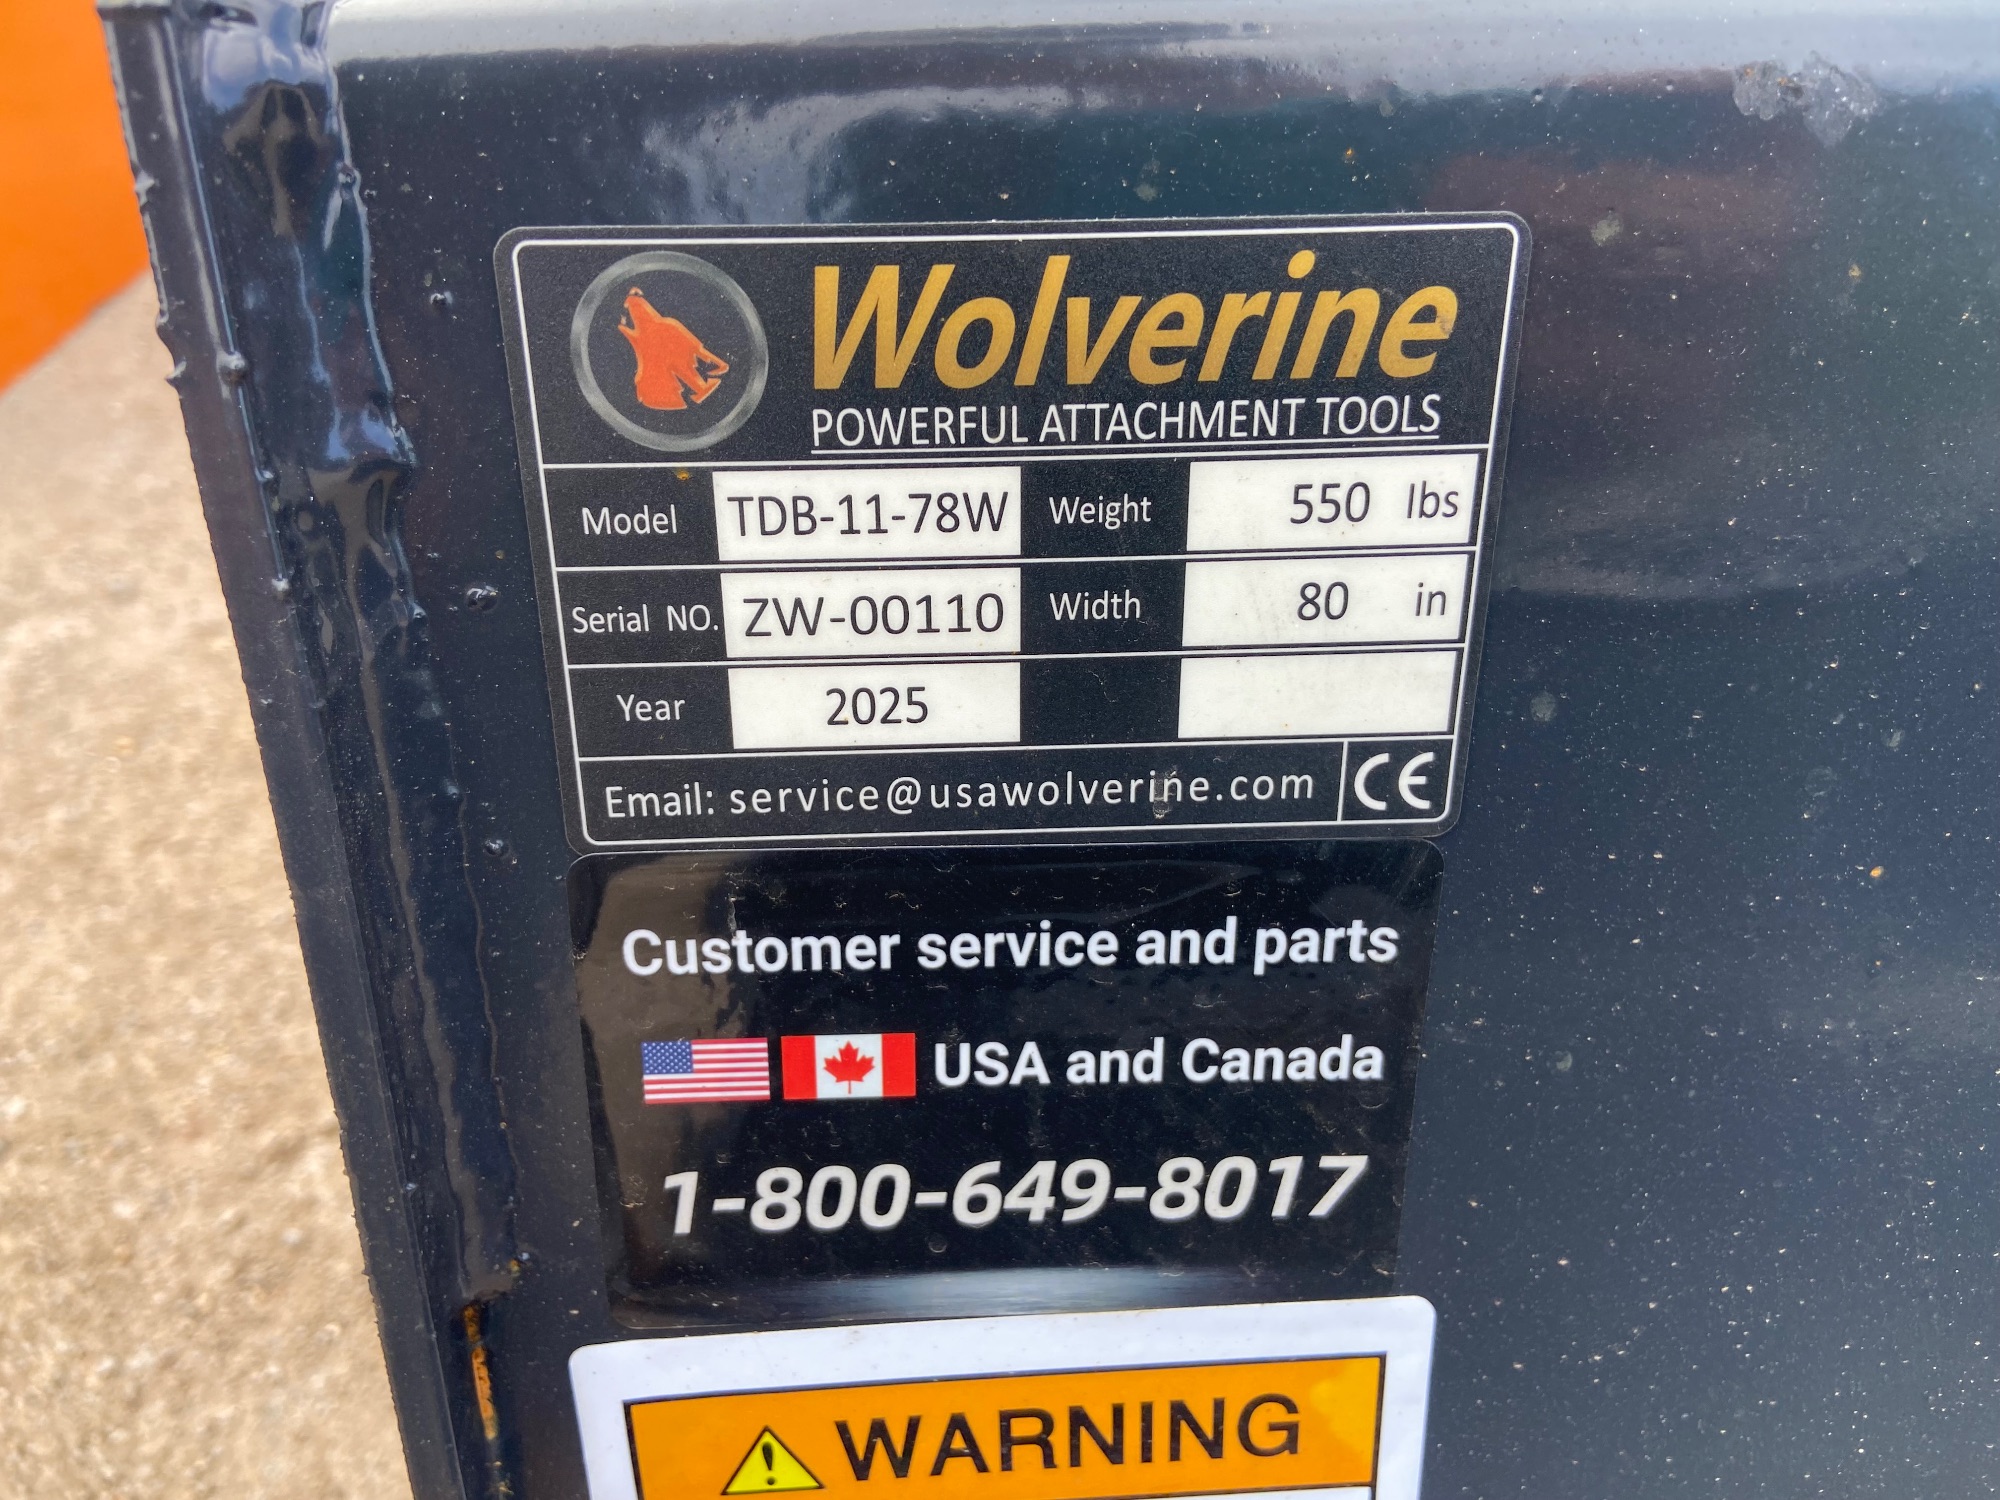 Wolverine
POWERFUL ATTACHMENT TOOLS
Model TDB-11-78W Weight 550 lbs
Serial NO. ZW-00110 Width 80 in
Year 2025
Email: service@usawolverine.com CE
Customer service and parts
USA and Canada
1-800-649-8017
WARNING